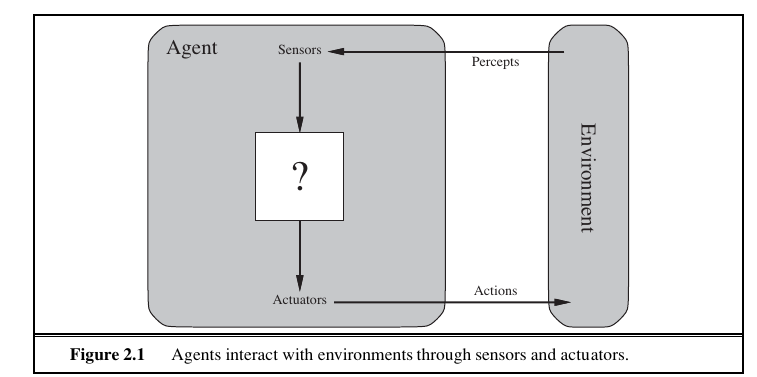 Agent
Sensors
Percepts
?
Environment
Actuators
Actions
Figure 2.1 Agents interact with environments through sensors and actuators.